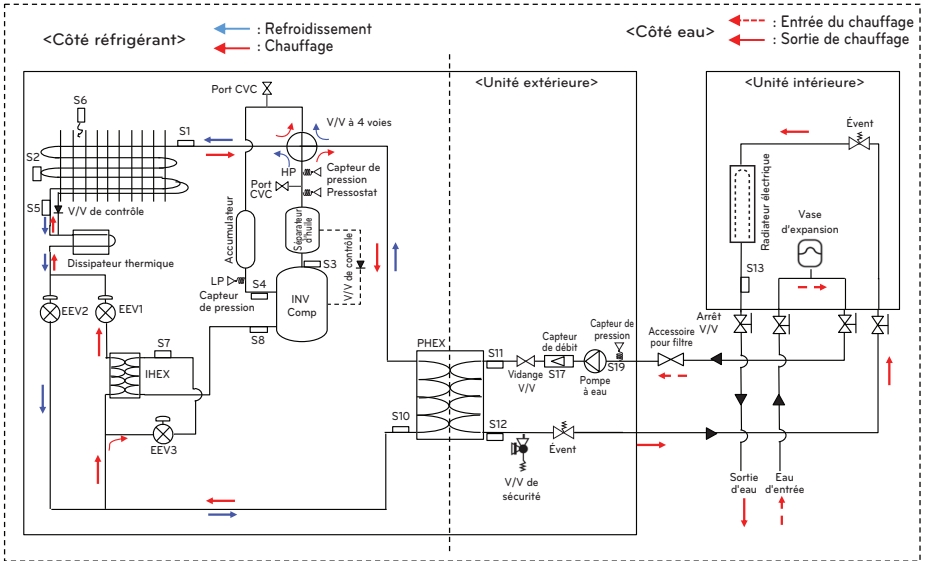 <Côté réfrigérant>
: Refroidissement
: Chauffage
<Côté eau>
: Entrée du chauffage
: Sortie de chauffage
<Unité extérieure>
<Unité intérieure>
Port CVC
S6
S1
S2
V/V à 4 voies
HP
Capteur de
pression
Pressostat
Port
CVC
S5
V/V de contrôle
Dissipateur thermique
Accumulateur
Séparateur
d'huile
V/V de contrôle
S3
LP
Capteur
de pression
S4
INV
Comp
S8
EEV2
EEV1
S7
IHEX
EEV3
S10
PHEX
S11
Vidange
V/V
Capteur
de débit
S17
Pompe
à eau
Capteur de
pression
S19
Accessoire
pour filtre
Arrêt
V/V
S12
V/V de
sécurité
Évent
Évent
Radiateur électrique
Vase
d'expansion
S13
Sortie
d'eau
Eau
d'entrée